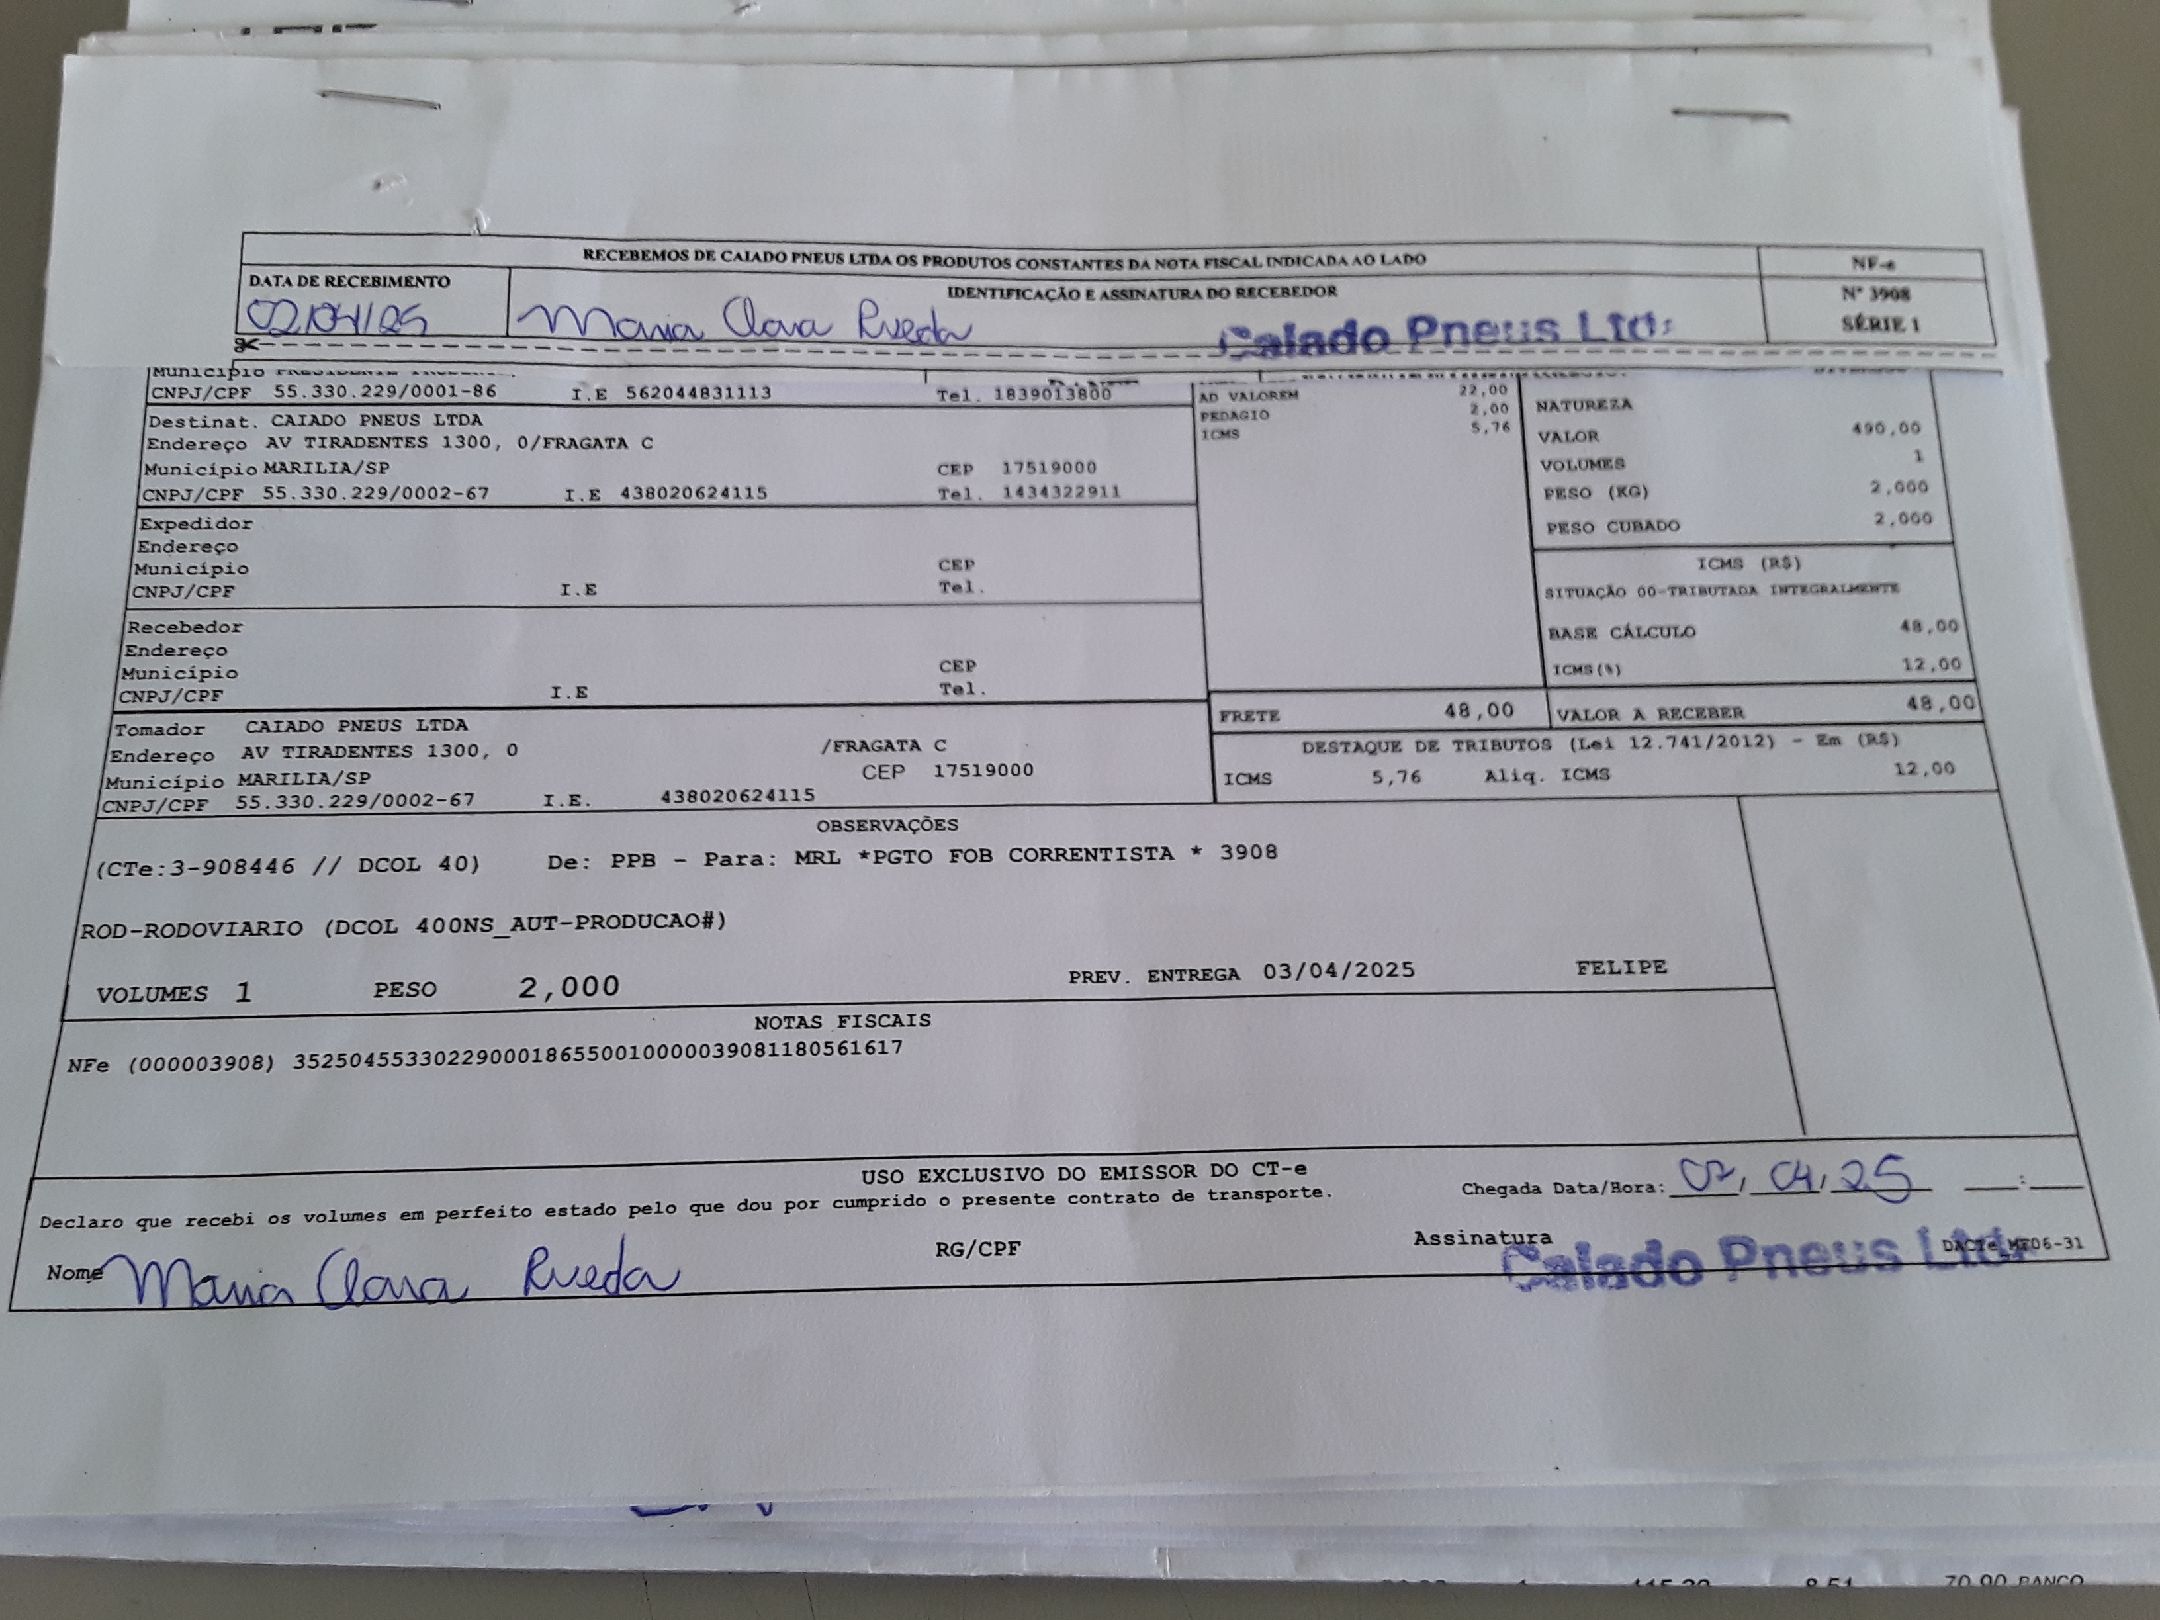 RECEBEMOS DE CAIADO PNEUS LTDA OS PRODUTOS CONSTANTES DA NOTA FISCAL INDICADA AO LADO
NF-e
DATA DE RECEBIMENTO
IDENTIFICAÇÃO E ASSINATURA DO RECEBEDOR
Nº 3908
SÉRIE 1
02/04/25
Maria Clara Rueda
Caiado Pneus Ltd
Município
CNPJ/CPF 55.330.229/0001-86 I.E 562044831113 Tel. 1839013800
Destinat. CAIADO PNEUS LTDA
Endereço AV TIRADENTES 1300, 0/FRAGATA C
Município MARILIA/SP CEP 17519000
CNPJ/CPF 55.330.229/0002-67 I.E 438020624115 Tel. 1434322911
Expedidor
Endereço
Município CEP
CNPJ/CPF I.E Tel.
Recebedor
Endereço
Município CEP
CNPJ/CPF I.E Tel.
Tomador CAIADO PNEUS LTDA
Endereço AV TIRADENTES 1300, 0 /FRAGATA C
Município MARILIA/SP CEP 17519000
CNPJ/CPF 55.330.229/0002-67 I.E. 438020624115
AD VALOREM 22,00
PEDAGIO 2,00
ICMS 5,76
NATUREZA
VALOR 490,00
VOLUMES 1
PESO (KG) 2,000
PESO CUBADO 2,000
ICMS (R$)
SITUAÇÃO 00-TRIBUTADA INTEGRALMENTE
BASE CÁLCULO 48,00
ICMS(%) 12,00
FRETE 48,00 VALOR A RECEBER 48,00
DESTAQUE DE TRIBUTOS (Lei 12.741/2012) - Em (R$)
ICMS 5,76 Aliq. ICMS 12,00
OBSERVAÇÕES
(CTe:3-908446 // DCOL 40) De: PPB - Para: MRL *PGTO FOB CORRENTISTA * 3908
ROD-RODOVIARIO (DCOL 400NS_AUT-PRODUCAO#)
VOLUMES 1 PESO 2,000 PREV. ENTREGA 03/04/2025 FELIPE
NOTAS FISCAIS
NFe (000003908) 35250455330229000186550010000039081180561617
USO EXCLUSIVO DO EMISSOR DO CT-e
Declaro que recebi os volumes em perfeito estado pelo que dou por cumprido o presente contrato de transporte.
Chegada Data/Hora: 02, 04, 25 :
Nome Maria Clara Rueda RG/CPF Assinatura
Caiado Pneus Ltd
70,00 BANCO